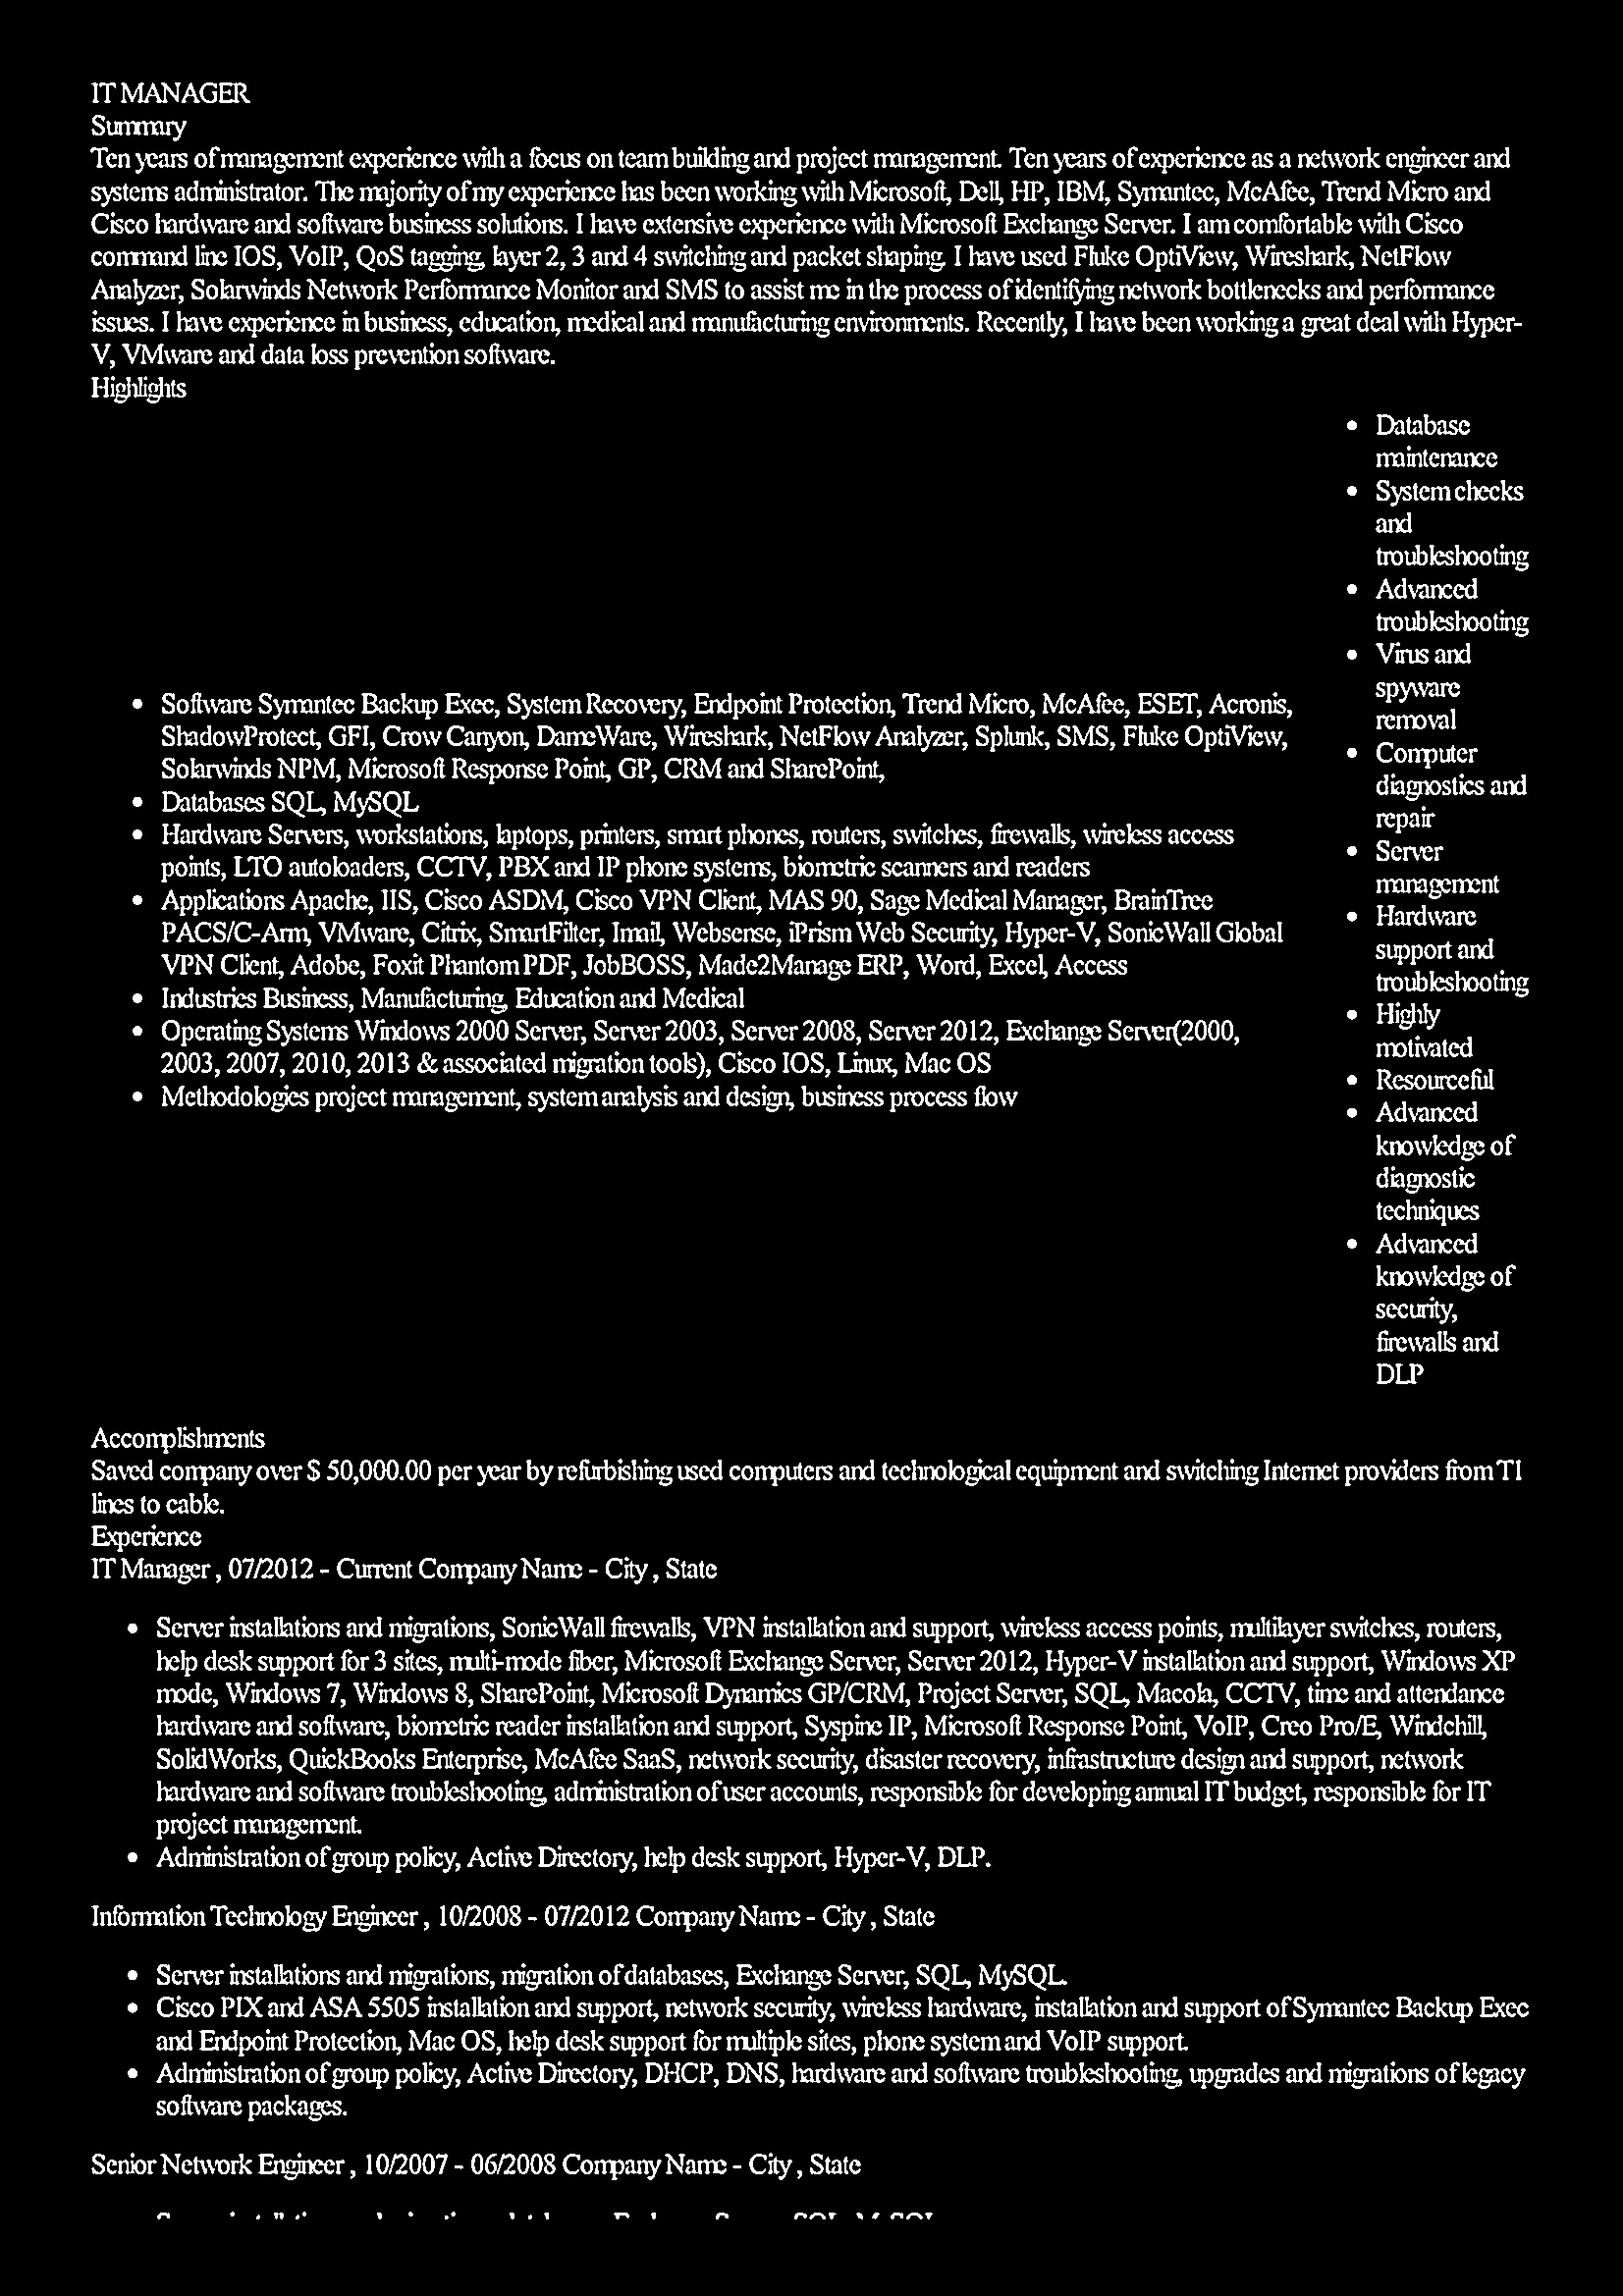 IT MANAGER
Summary
Ten years of management experience with a focus on team building and project management. Ten years of experience as a network engineer and
systems administrator. The majority of my experience has been working with Microsoft, Dell, HP, IBM, Symantec, McAfee, Trend Micro and
Cisco hardware and software business solutions. I have extensive experience with Microsoft Exchange Server. I am comfortable with Cisco
command line IOS, VoIP, QoS tagging, layer 2, 3 and 4 switching and packet shaping. I have used Fluke OptiView, Wireshark, NetFlow
Analyzer, Solarwinds Network Performance Monitor and SMS to assist me in the process of identifying network bottlenecks and performance
issues. I have experience in business, education, medical and manufacturing environments. Recently, I have been working a great deal with Hyper-
V, VMware and data loss prevention software.
Highlights
• Software Symantec Backup Exec, System Recovery, Endpoint Protection, Trend Micro, McAfee, ESET, Acronis,
ShadowProtect, GFI, Crow Canyon, DameWare, Wireshark, NetFlow Analyzer, Splunk, SMS, Fluke OptiView,
Solarwinds NPM, Microsoft Response Point, GP, CRM and SharePoint,
• Databases SQL, MySQL
• Hardware Servers, workstations, laptops, printers, smart phones, routers, switches, firewalls, wireless access
points, LTO autoloaders, CCTV, PBX and IP phone systems, biometric scanners and readers
• Applications Apache, IIS, Cisco ASDM, Cisco VPN Client, MAS 90, Sage Medical Manager, BrainTree
PACS/C-Arm, VMware, Citrix, SmartFilter, Imail, Websense, iPrism Web Security, Hyper-V, SonicWall Global
VPN Client, Adobe, Foxit Phantom PDF, JobBOSS, Made2Manage ERP, Word, Excel, Access
• Industries Business, Manufacturing, Education and Medical
• Operating Systems Windows 2000 Server, Server 2003, Server 2008, Server 2012, Exchange Server(2000,
2003, 2007, 2010, 2013 & associated migration tools), Cisco IOS, Linux, Mac OS
• Methodologies project management, system analysis and design, business process flow
• Database
maintenance
• System checks
and
troubleshooting
• Advanced
troubleshooting
• Virus and
spyware
removal
• Computer
diagnostics and
repair
• Server
management
• Hardware
support and
troubleshooting
• Highly
motivated
• Resourceful
• Advanced
knowledge of
diagnostic
techniques
• Advanced
knowledge of
security,
firewalls and
DLP
Accomplishments
Saved company over $ 50,000.00 per year by refurbishing used computers and technological equipment and switching Internet providers from T1
lines to cable.
Experience
IT Manager , 07/2012 - Current Company Name - City , State
• Server installations and migrations, SonicWall firewalls, VPN installation and support, wireless access points, multilayer switches, routers,
help desk support for 3 sites, multi-mode fiber, Microsoft Exchange Server, Server 2012, Hyper-V installation and support, Windows XP
mode, Windows 7, Windows 8, SharePoint, Microsoft Dynamics GP/CRM, Project Server, SQL, Macola, CCTV, time and attendance
hardware and software, biometric reader installation and support, Syspine IP, Microsoft Response Point, VoIP, Creo Pro/E, Windchill,
SolidWorks, QuickBooks Enterprise, McAfee SaaS, network security, disaster recovery, infrastructure design and support, network
hardware and software troubleshooting, administration of user accounts, responsible for developing annual IT budget, responsible for IT
project management.
• Administration of group policy, Active Directory, help desk support, Hyper-V, DLP.
Information Technology Engineer , 10/2008 - 07/2012 Company Name - City , State
• Server installations and migrations, migration of databases, Exchange Server, SQL, MySQL.
• Cisco PIX and ASA 5505 installation and support, network security, wireless hardware, installation and support of Symantec Backup Exec
and Endpoint Protection, Mac OS, help desk support for multiple sites, phone system and VoIP support.
• Administration of group policy, Active Directory, DHCP, DNS, hardware and software troubleshooting, upgrades and migrations of legacy
software packages.
Senior Network Engineer , 10/2007 - 06/2008 Company Name - City , State